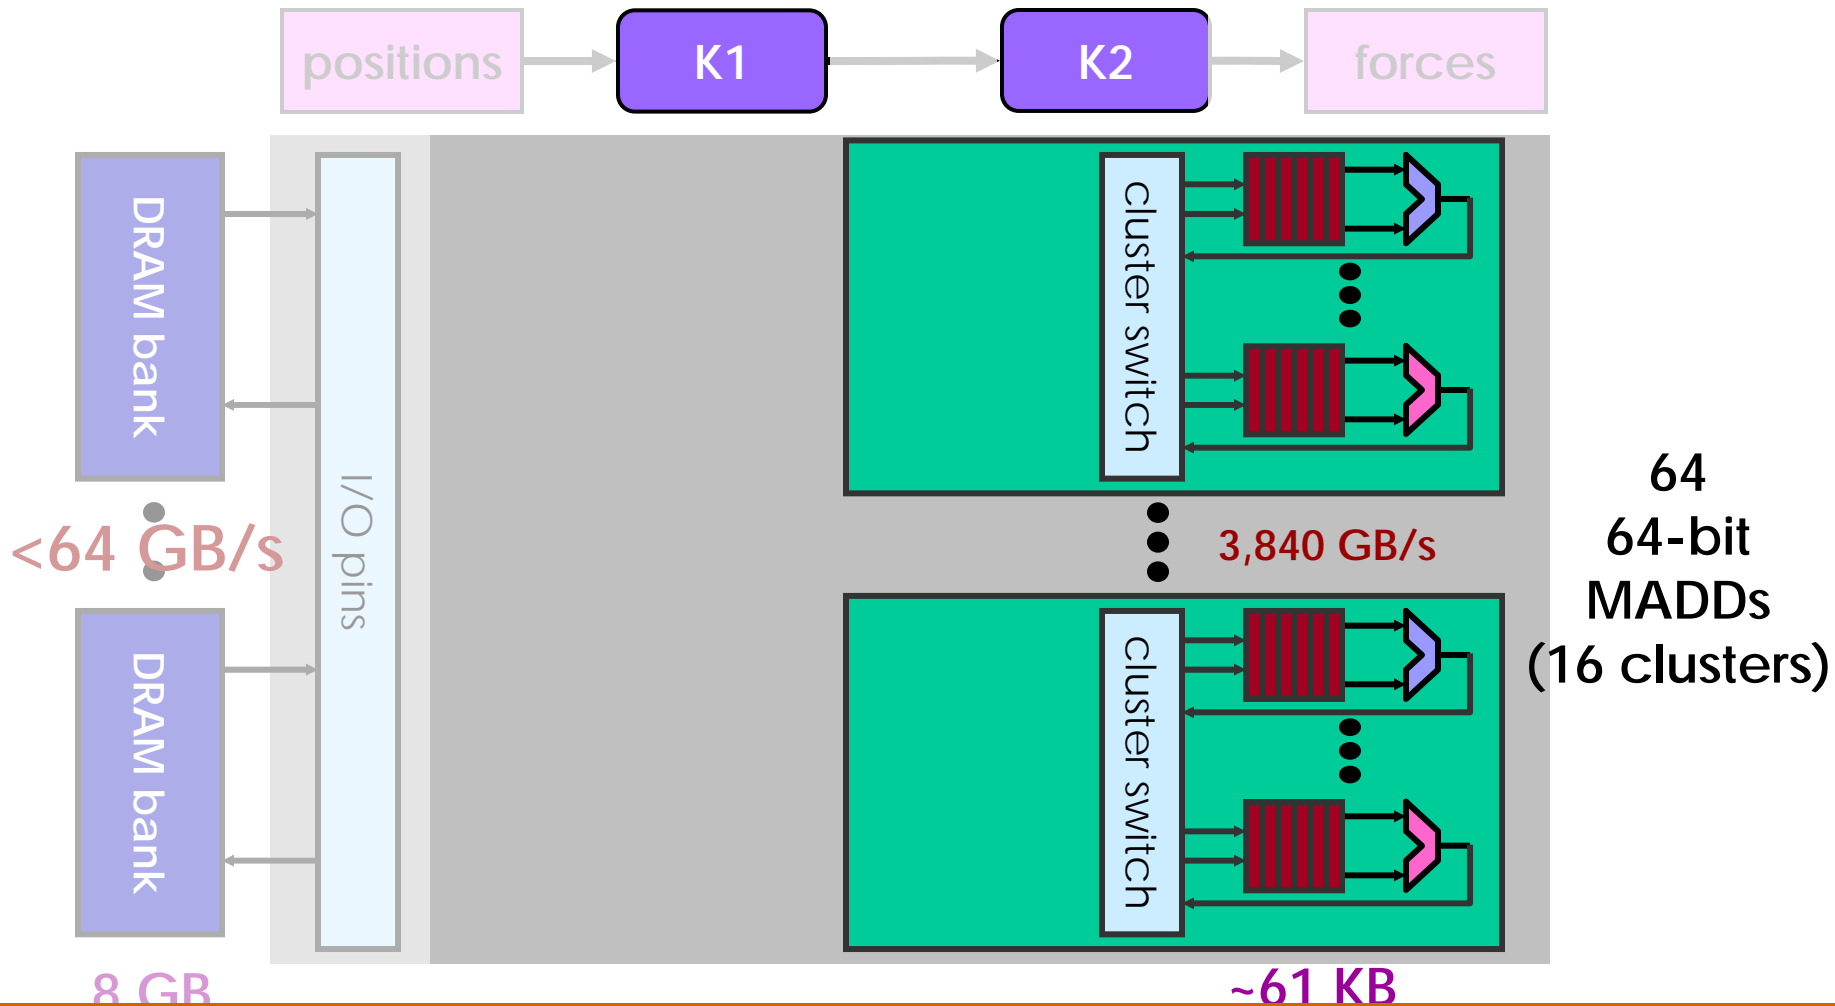 positions
K1
K2
forces
DRAM bank
cluster switch
I/O pins
<64 GB/s
3,840 GB/s
64
64-bit
MADDs
(16 clusters)
DRAM bank
cluster switch
8 GB
~61 KB